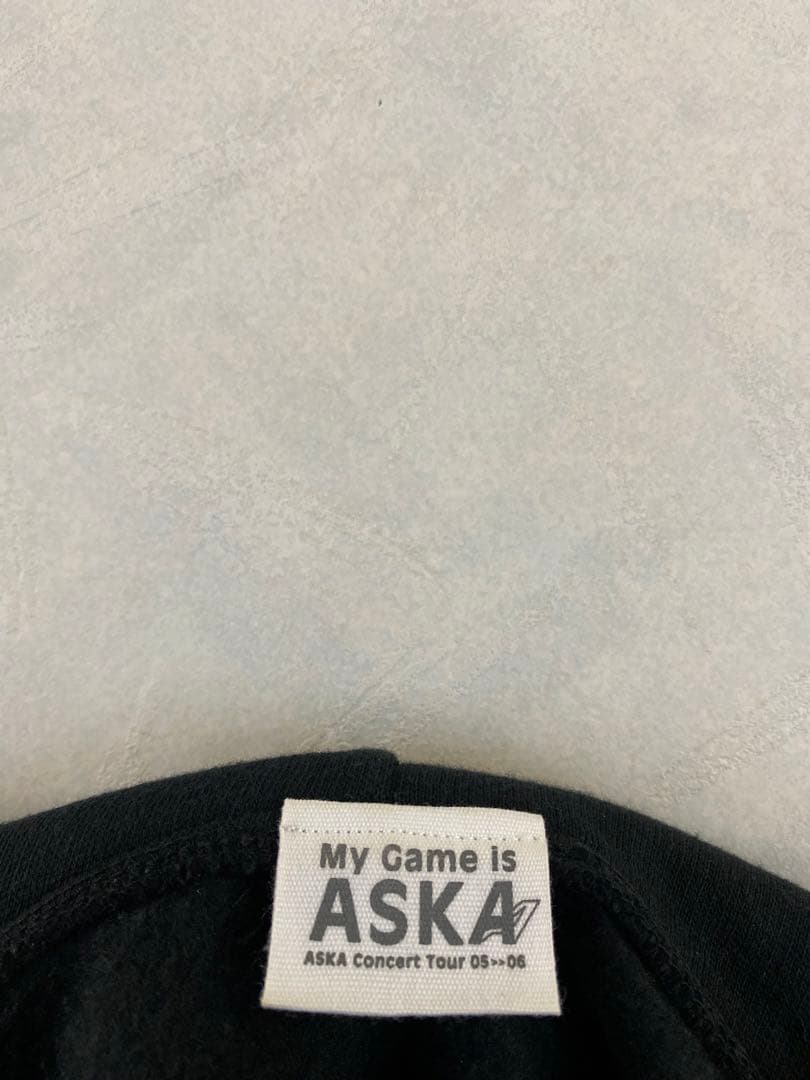 My Game is
ASKA
ASKA Concert Tour 05>>06